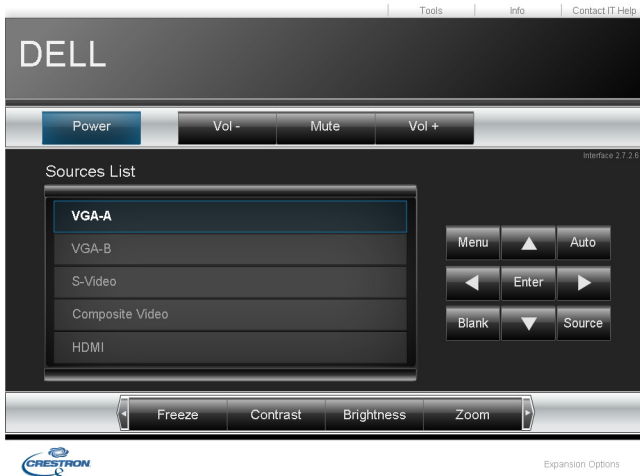 Tools Info Contact IT Help
DELL
Power Vol - Mute Vol +
Interface 2.7.2.6
Sources List
VGA-A
VGA-B
S-Video
Composite Video
HDMI
Menu Auto
Enter
Blank Source
Freeze Contrast Brightness Zoom
CRESTRON
Expansion Options